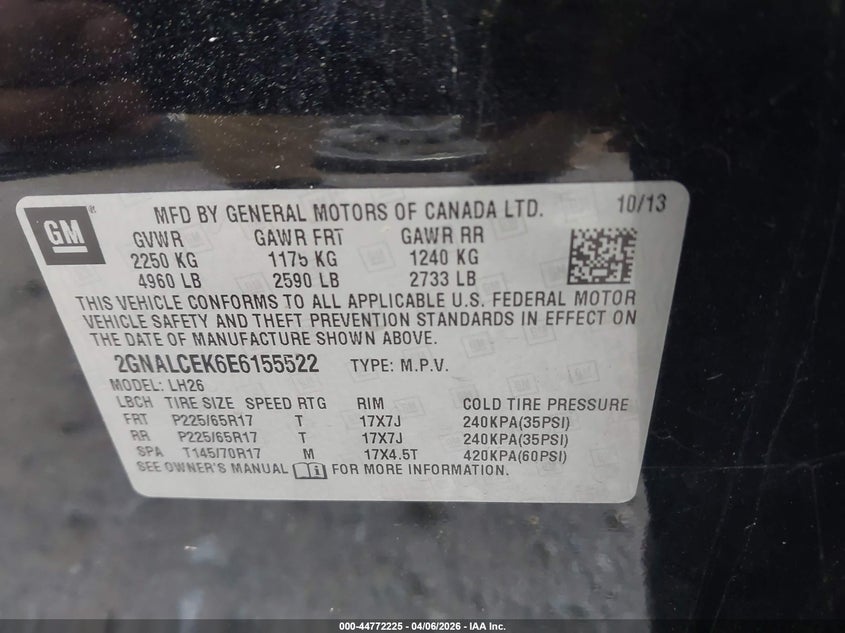 GM
MFD BY GENERAL MOTORS OF CANADA LTD. 10/13
GVWR GAWR FRT GAWR RR
2250 KG 1175 KG 1240 KG
4960 LB 2590 LB 2733 LB
THIS VEHICLE CONFORMS TO ALL APPLICABLE U.S. FEDERAL MOTOR
VEHICLE SAFETY AND THEFT PREVENTION STANDARDS IN EFFECT ON
THE DATE OF MANUFACTURE SHOWN ABOVE.
2GNALCEK6E6155522 TYPE: M.P.V.
MODEL: LH26
LBCH TIRE SIZE SPEED RTG RIM COLD TIRE PRESSURE
FRT P225/65R17 T 17X7J 240KPA(35PSI)
RR P225/65R17 T 17X7J 240KPA(35PSI)
SPA T145/70R17 M 17X4.5T 420KPA(60PSI)
SEE OWNER'S MANUAL FOR MORE INFORMATION.
000-44772225 - 04/06/2026 - IAA Inc.